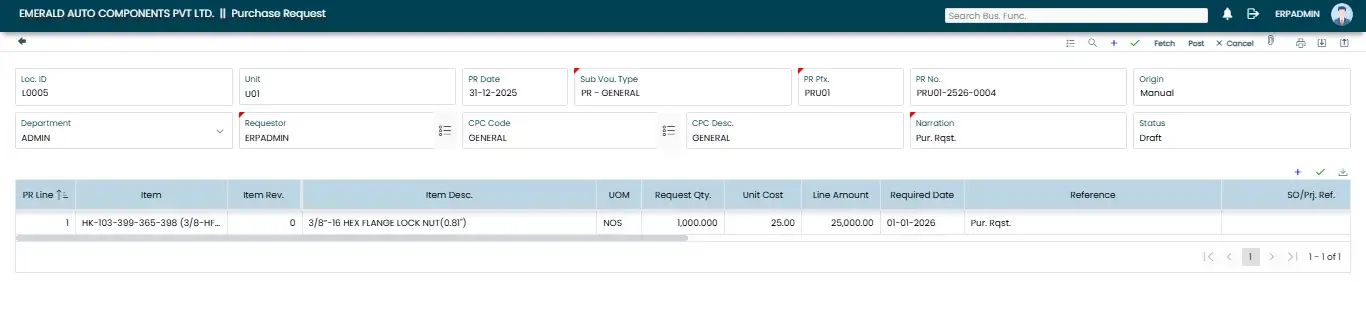 EMERALD AUTO COMPONENTS PVT LTD. || Purchase Request
Search Bus. Func.
ERPADMIN
Fetch Post Cancel
Loc. ID Unit PR Date Sub Vou. Type PR Pfx. PR No. Origin
L0005 U01 31-12-2025 PR - GENERAL PRU01 PRU01-2526-0004 Manual
Department Requestor CPC Code CPC Desc. Narration Status
ADMIN ERPADMIN GENERAL GENERAL Pur. Rqst. Draft
PR Line Item Item Rev. Item Desc. UOM Request Qty. Unit Cost Line Amount Required Date Reference SO/Prj. Ref.
1 HK-103-399-365-398 (3/8-HF... 0 3/8"-16 HEX FLANGE LOCK NUT(0.81") NOS 1,000.000 25.00 25,000.00 01-01-2026 Pur. Rqst.
1 1 - 1 of 1